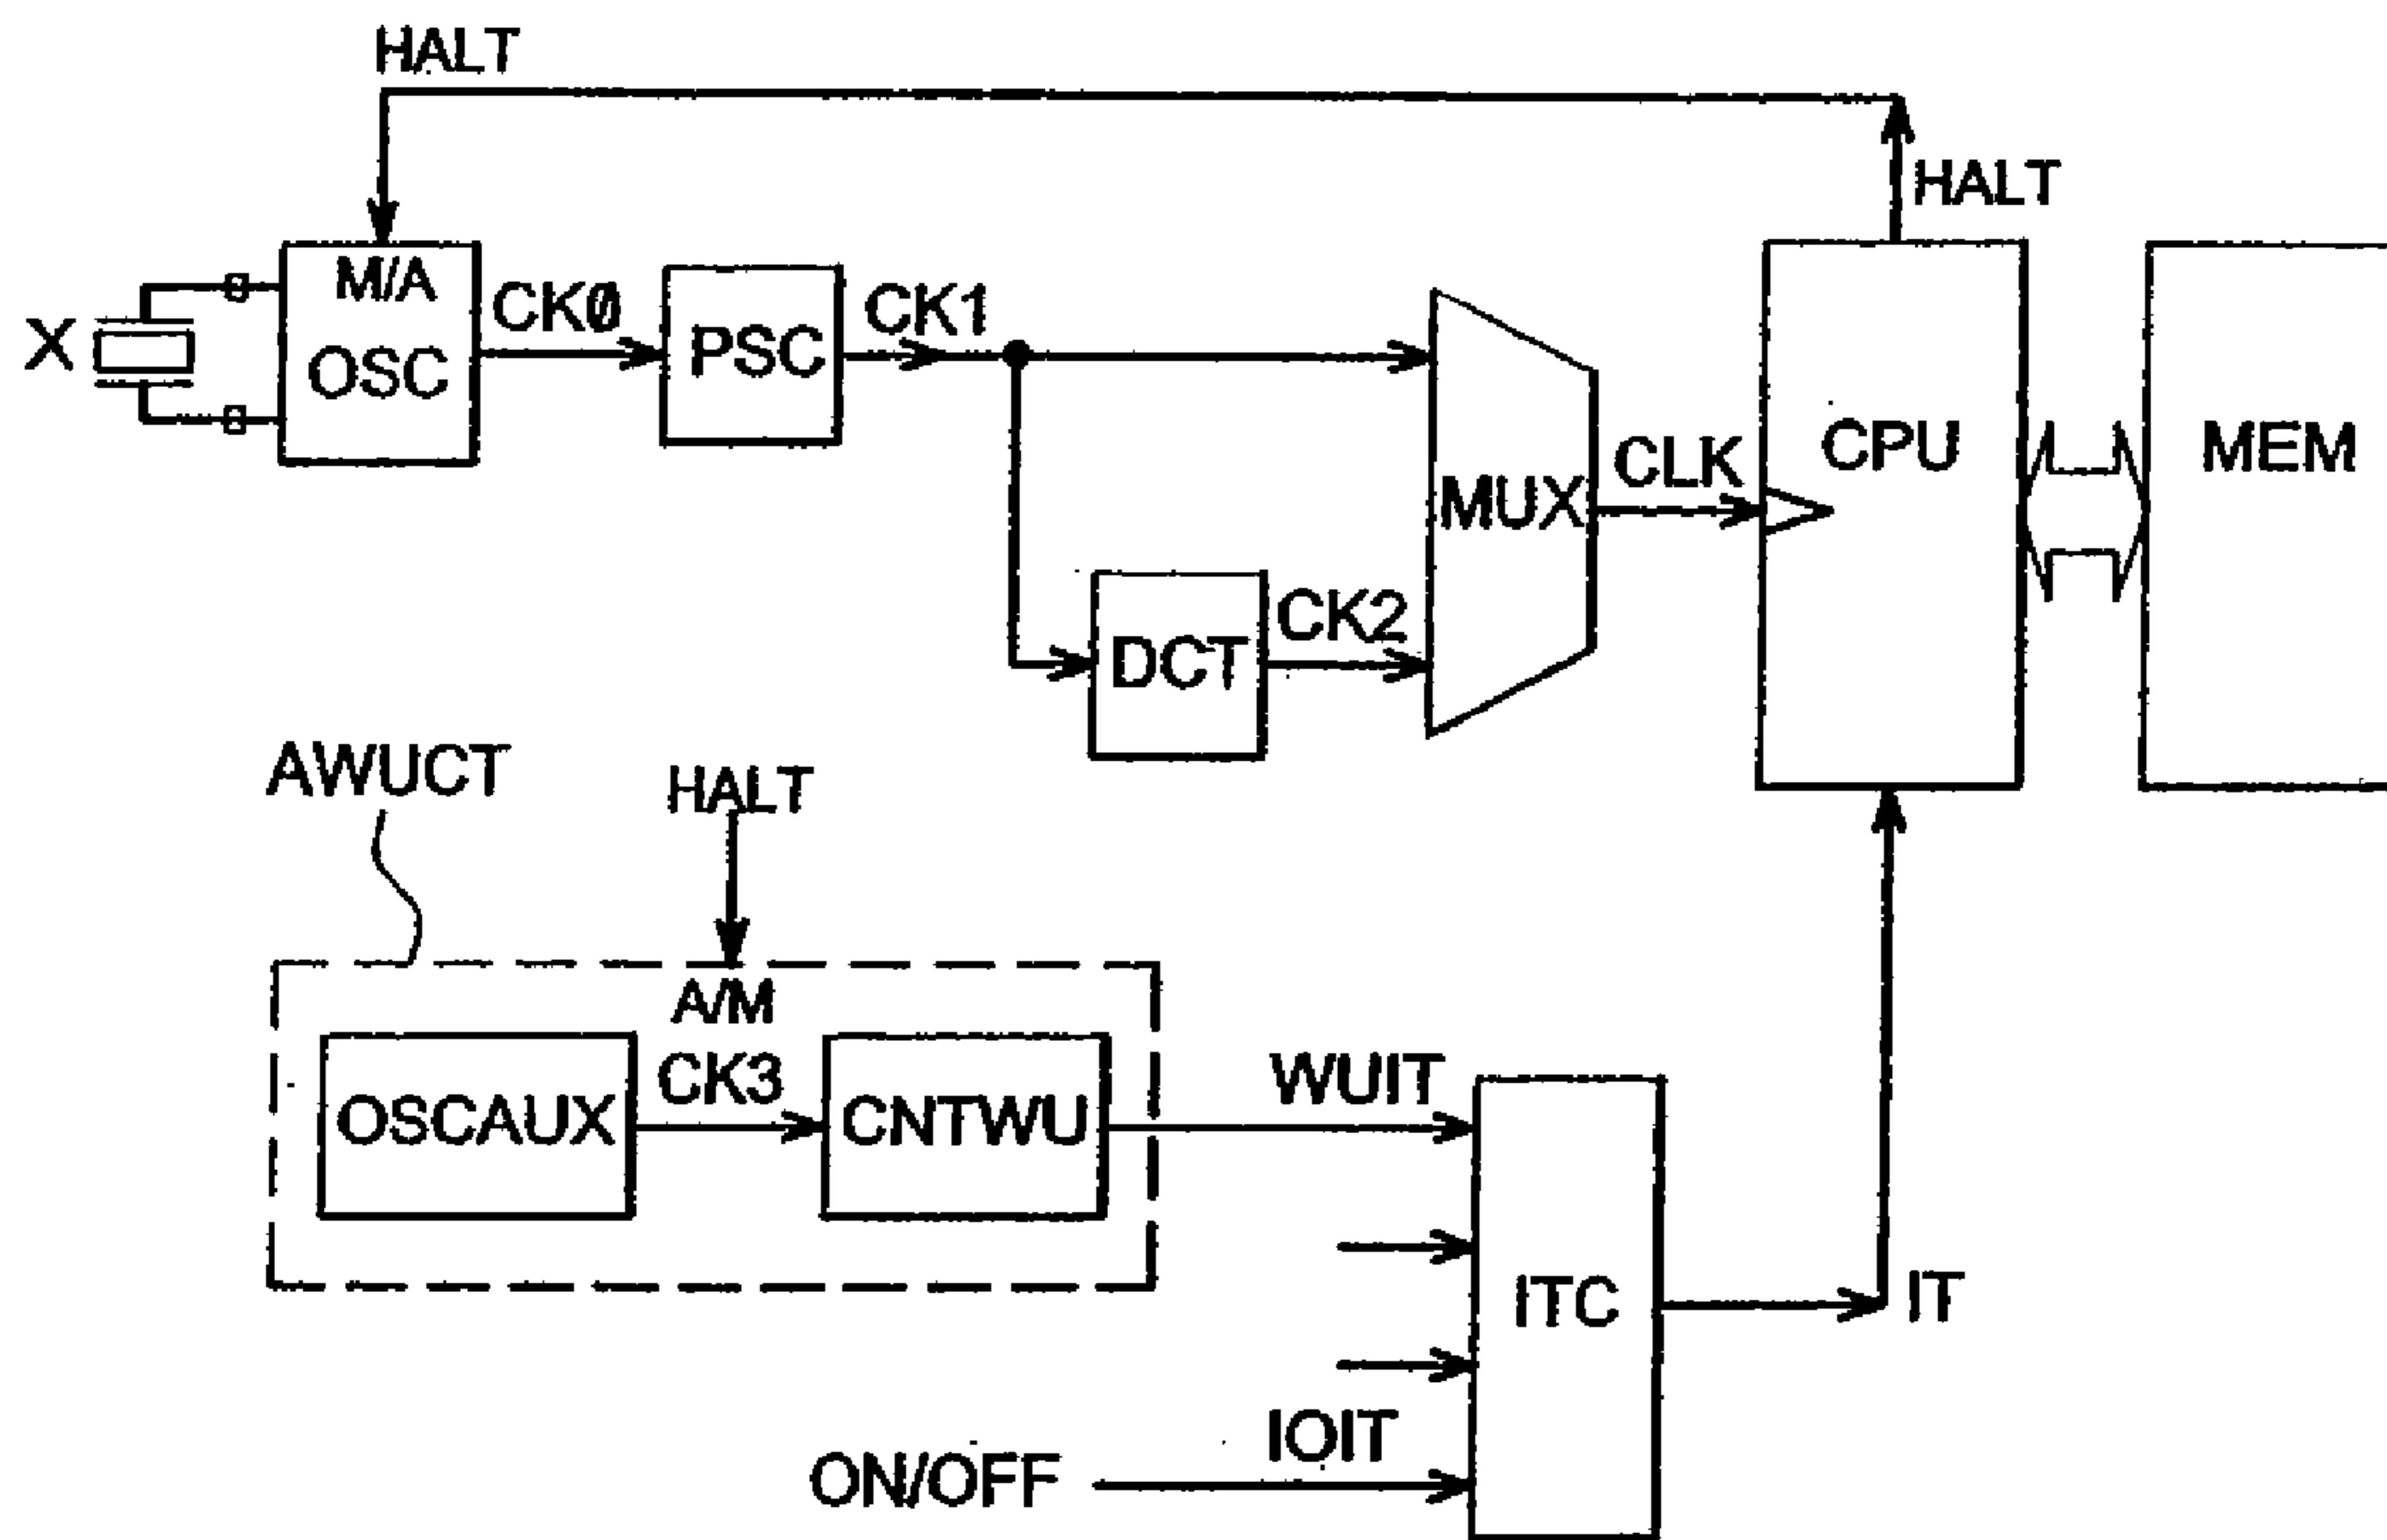 HALT
HALT
M/A
X
OSC
CK0
PSC
CK1
MUX
CLK
CPU
MEM
DCT
CK2
AWUCT
HALT
A/M
OSCAUX
CK3
CNTWU
WUIT
ITC
IT
IOIT
ON/OFF